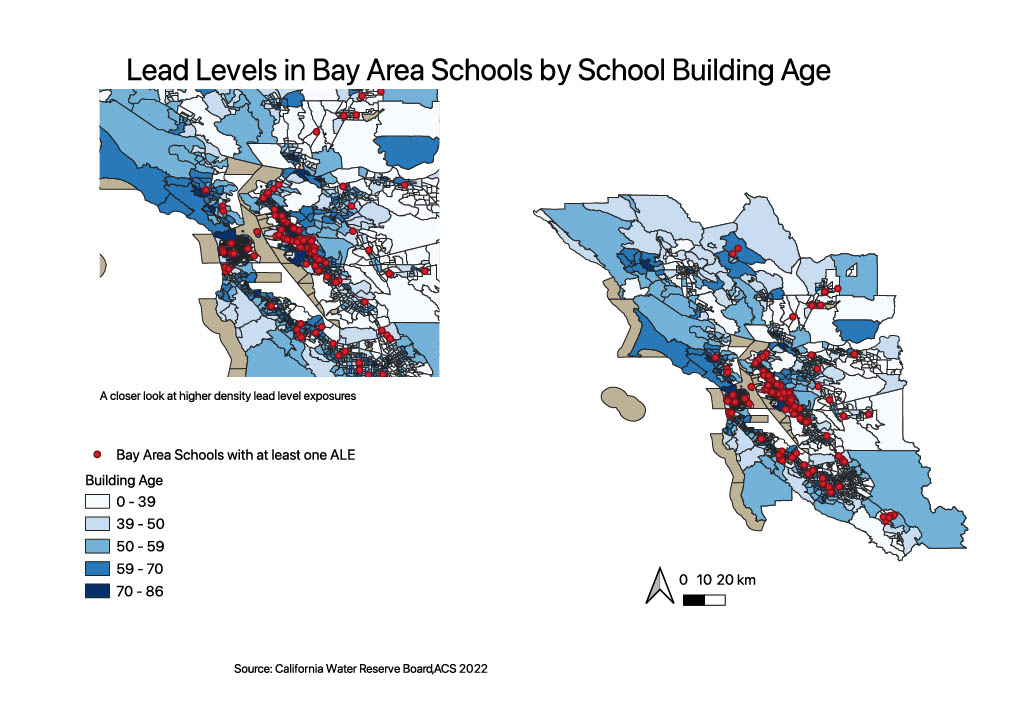 Lead Levels in Bay Area Schools by School Building Age
A closer look at higher density lead level exposures
Bay Area Schools with at least one ALE
Building Age
0 - 39
39 - 50
50 - 59
59 - 70
70 - 86
0 10 20 km
Source: California Water Reserve Board,ACS 2022